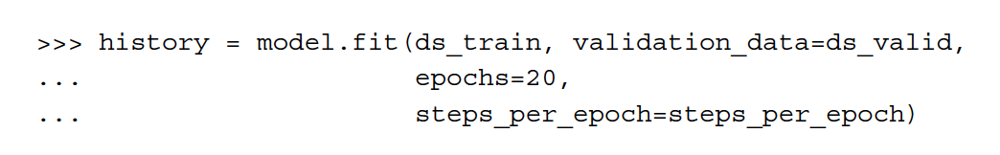 >>> history = model.fit(ds_train, validation_data=ds_valid,
...                     epochs=20,
...                     steps_per_epoch=steps_per_epoch)